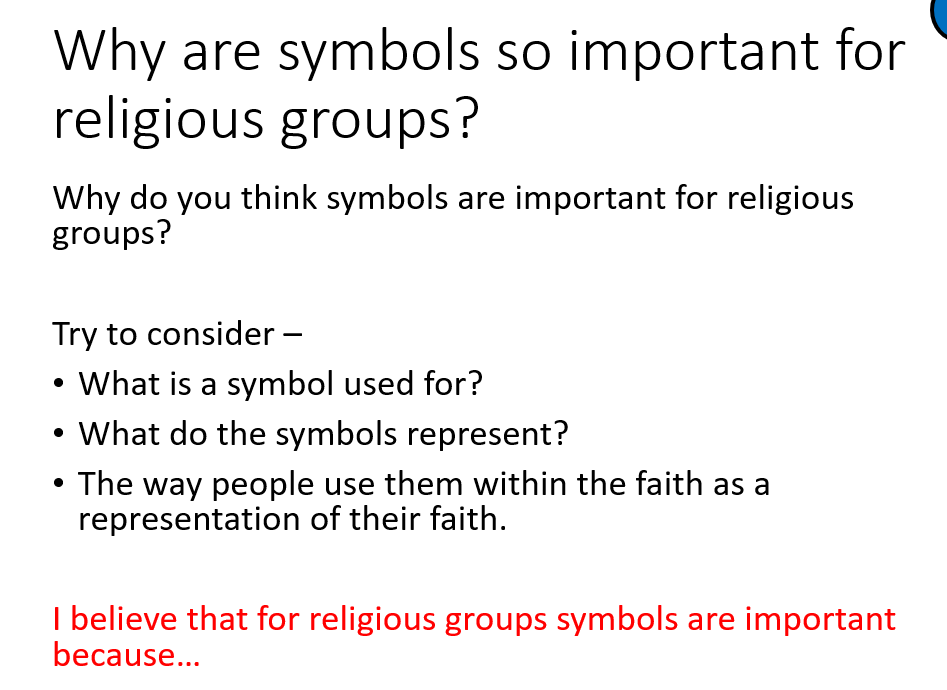 Why are symbols so important for
religious groups?
Why do you think symbols are important for religious
groups?
Try to consider –
• What is a symbol used for?
• What do the symbols represent?
• The way people use them within the faith as a
representation of their faith.
I believe that for religious groups symbols are important
because...